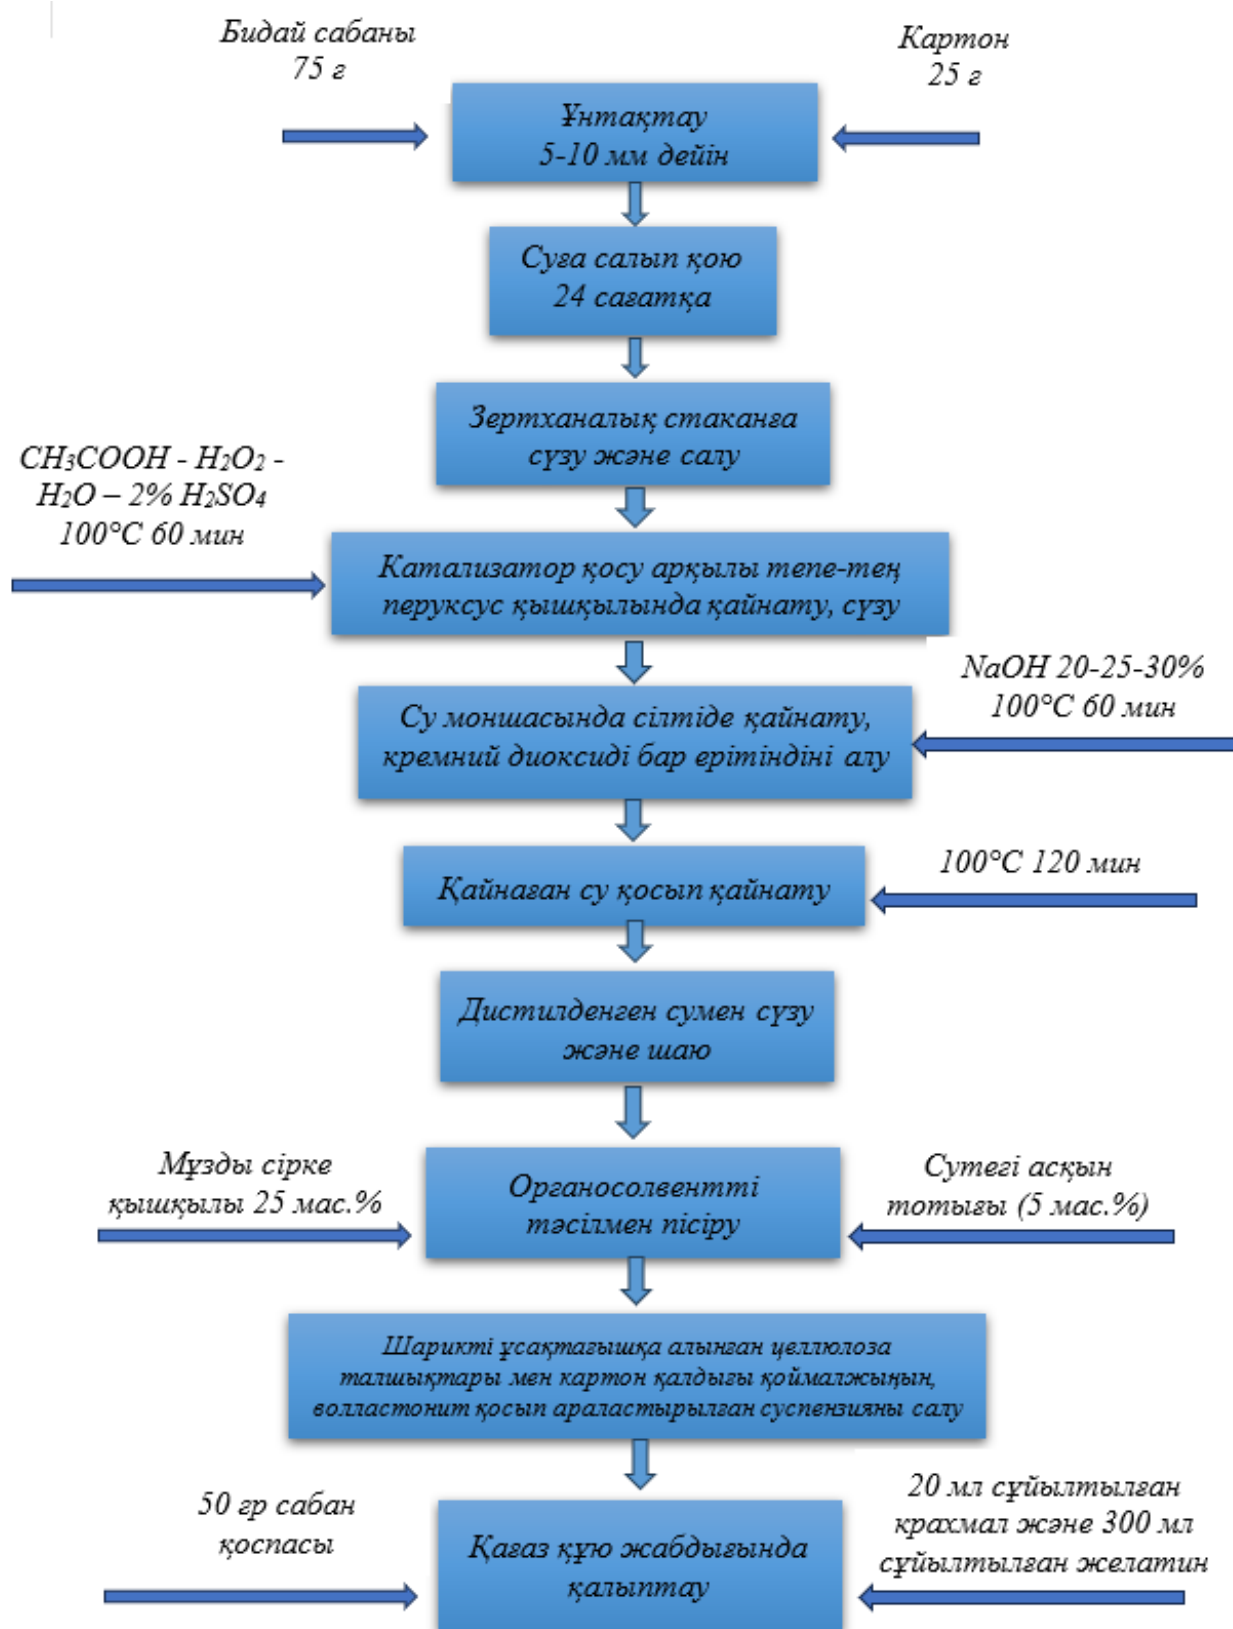 Бидай сабаны
75 г
Картон
25 г
Ұнтақтау
5-10 мм дейін
Суға салып қою
24 сағатқа
Зертханалық стаканға
сүзу және салу
CH₃COOH - H₂O₂ -
H₂O – 2% H₂SO₄
100°C 60 мин
Катализатор қосу арқылы тепе-тең
перуксус қышқылында қайнату, сүзу
NaOH 20-25-30%
100°C 60 мин
Су моншасында сілтіде қайнату,
кремний диоксиді бар ерітіндіні алу
100°C 120 мин
Қайнаған су қосып қайнату
Дистилденген сумен сүзу
және шаю
Мұзды сірке
қышқылы 25 мас.%
Органосолвентті
тәсілмен пісіру
Сутегі асқын
тотығы (5 мас.%)
Шарикті ұсақтағышқа алынған целлюлоза
талшықтары мен картон қалдығы қоймалжыңын,
волластонит қосып араластырылған суспензияны салу
50 гр сабан
қоспасы
Қағаз құю жабдығында
қалыптау
20 мл сұйылтылған
крахмал және 300 мл
сұйылтылған желатин